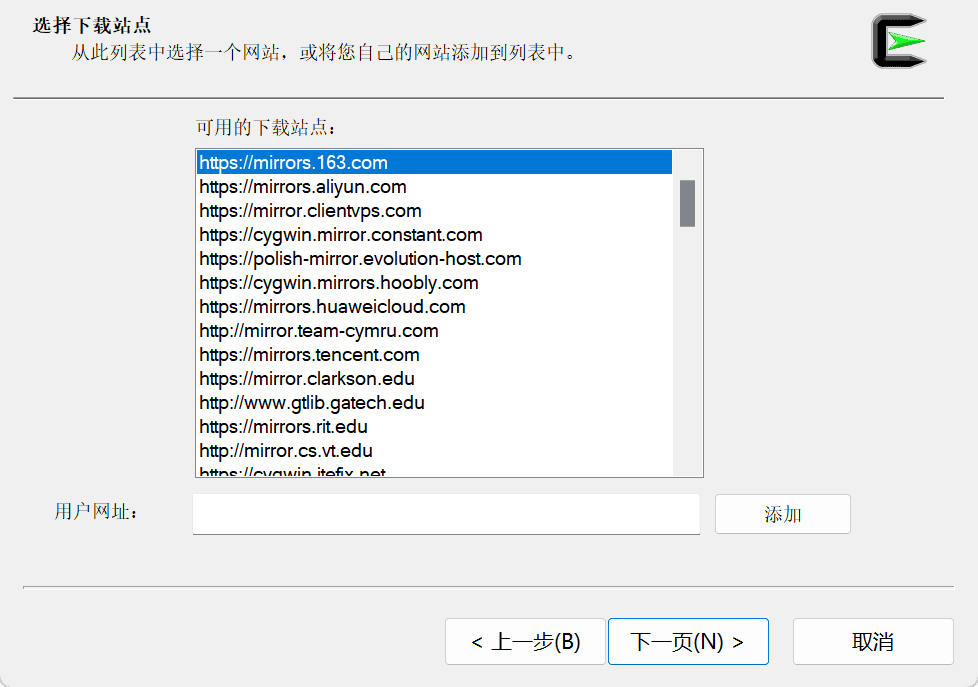 选择下载站点
从此列表中选择一个网站，或将您自己的网站添加到列表中。
可用的下载站点：
https://mirrors.163.com
https://mirrors.aliyun.com
https://mirror.clientvps.com
https://cygwin.mirror.constant.com
https://polish-mirror.evolution-host.com
https://cygwin.mirrors.hoobly.com
https://mirrors.huaweicloud.com
http://mirror.team-cymru.com
https://mirrors.tencent.com
https://mirror.clarkson.edu
http://www.gtlib.gatech.edu
https://mirrors.rit.edu
http://mirror.cs.vt.edu
https://cygwin.itefix.net
用户网址： 添加
< 上一步(B) 下一页(N) > 取消